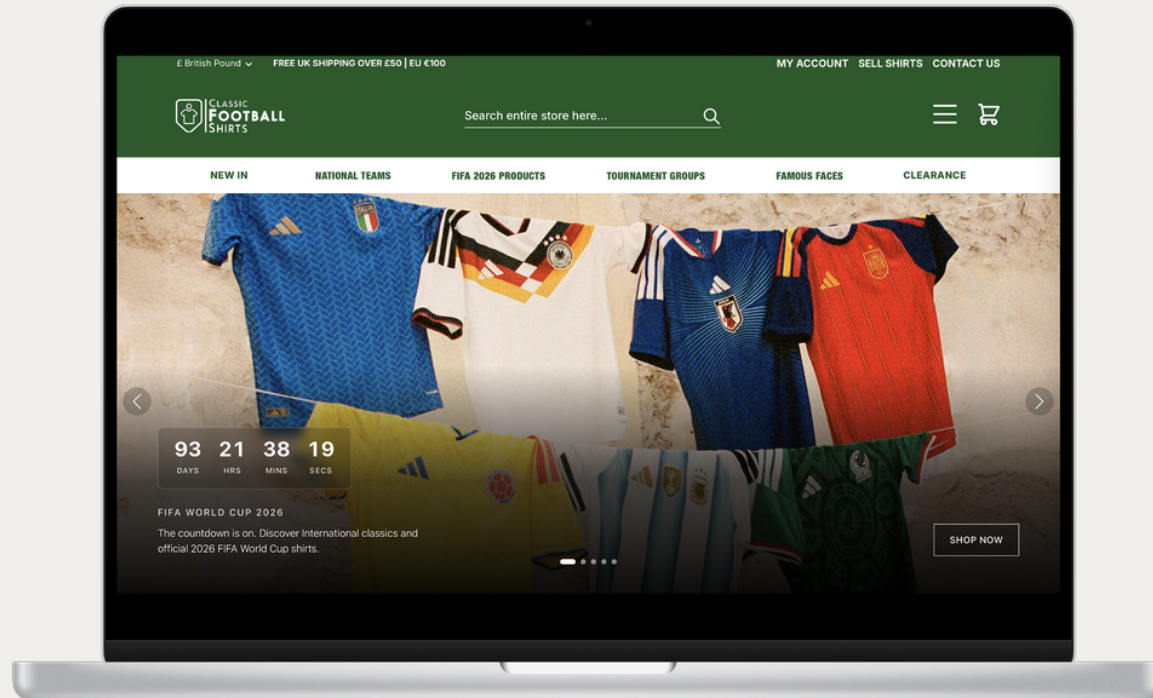 £ British Pound
FREE UK SHIPPING OVER £50 | EU €100
MY ACCOUNT SELL SHIRTS CONTACT US
CLASSIC
FOOTBALL
SHIRTS
Search entire store here...
NEW IN
NATIONAL TEAMS
FIFA 2026 PRODUCTS
TOURNAMENT GROUPS
FAMOUS FACES
CLEARANCE
ITALIA
93 21 38 19
DAYS HRS MINS SECS
FIFA WORLD CUP 2026
The countdown is on. Discover International classics and
official 2026 FIFA World Cup shirts.
SHOP NOW